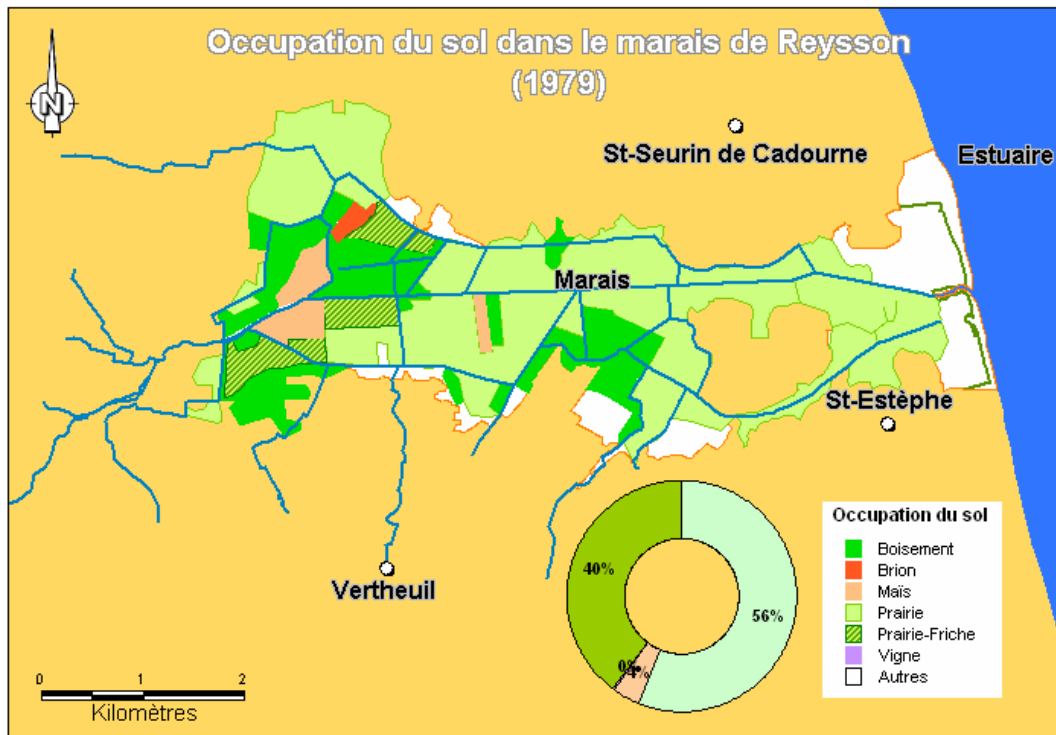 Occupation du sol dans le marais de Reysson
(1979)
N
St-Seurin de Cadourne
Estuaire
Marais
St-Estèphe
Vertheuil
40%
56%
0%
4%
Occupation du sol
Boisement
Brion
Maïs
Prairie
Prairie-Friche
Vigne
Autres
0 1 2
Kilomètres